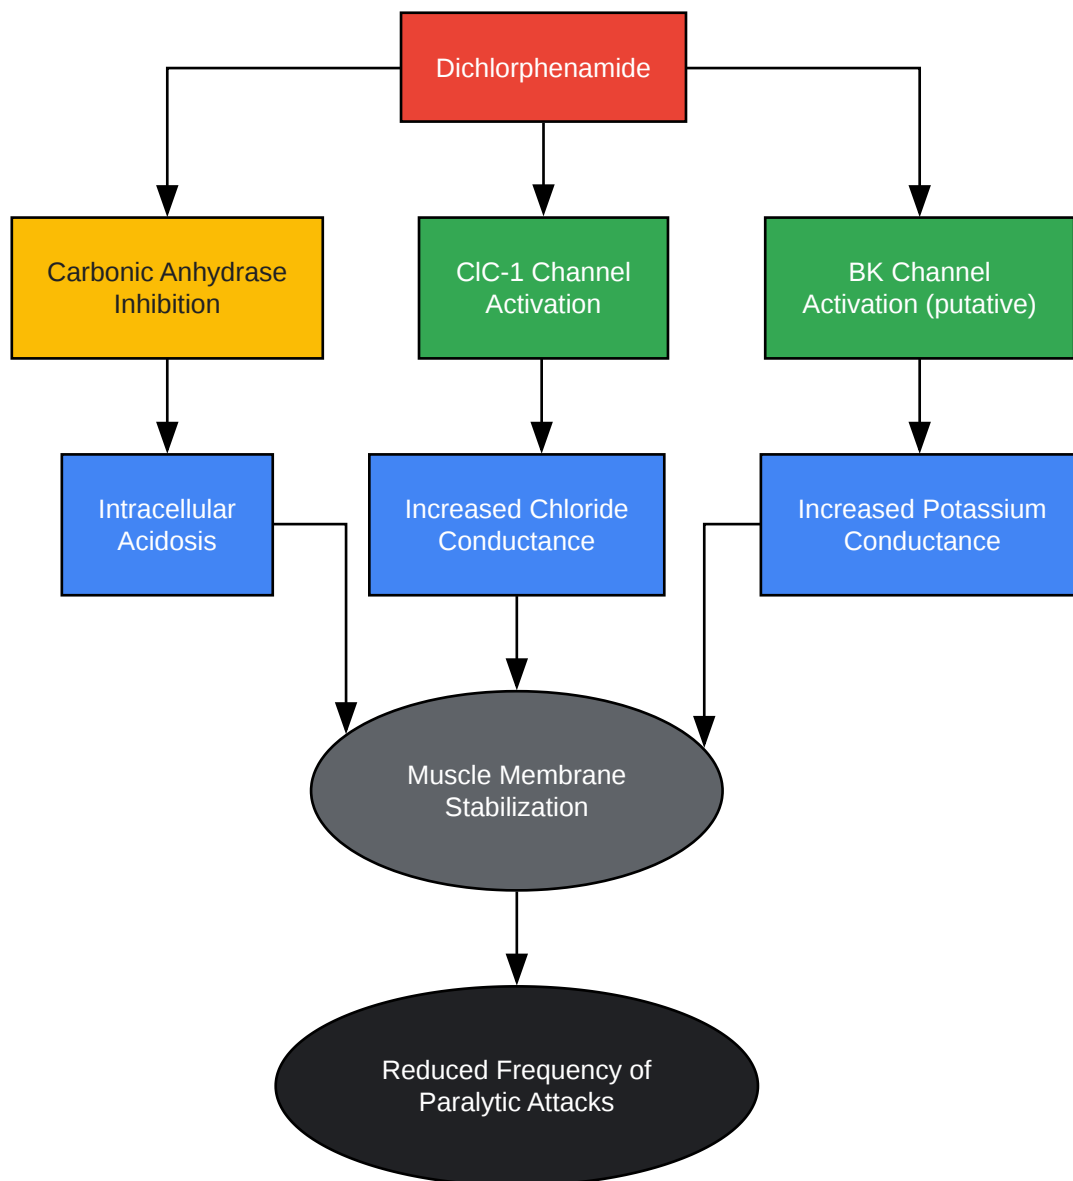 Dichlorphenamide
Carbonic Anhydrase
Inhibition
ClC-1 Channel
Activation
BK Channel
Activation (putative)
Intracellular
Acidosis
Increased Chloride
Conductance
Increased Potassium
Conductance
Muscle Membrane
Stabilization
Reduced Frequency of
Paralytic Attacks